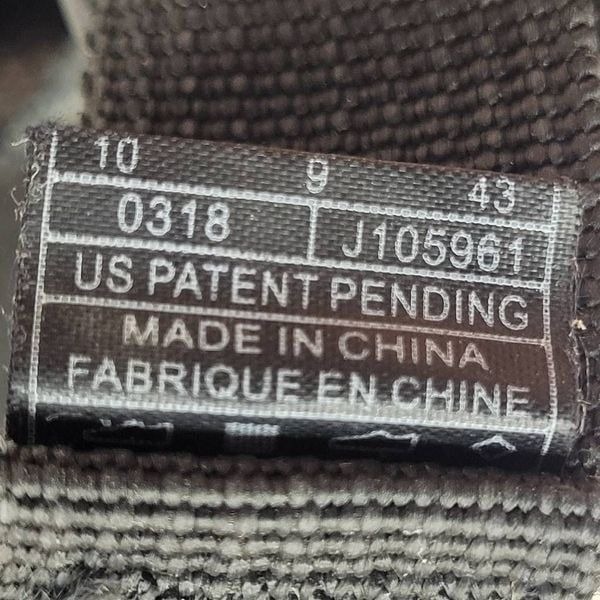 10 9 43
0318 J105961
US PATENT PENDING
MADE IN CHINA
FABRIQUE EN CHINE